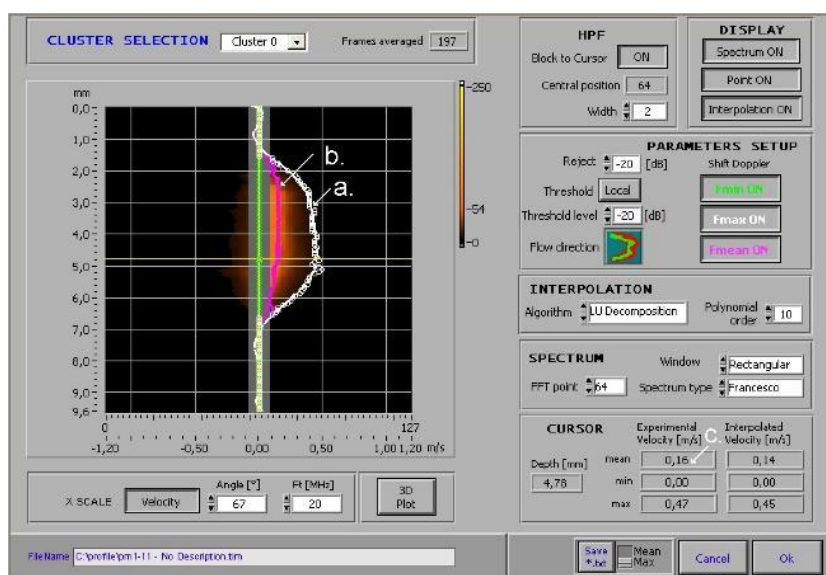 CLUSTER SELECTION Cluster 0 Frames averaged 197
mm
0,0
1,0
2,0
3,0
4,0
5,0
6,0
7,0
8,0
9,0
9,6
b.
a.
250
54
0
0 127
-1,20 -0,50 0,00 0,50 1,00 1,20 m/s
X SCALE Velocity Angle [°] 67 Ft [MHz] 20 3D Plot
HPF
Block to Cursor ON
Central position 64
Width 2
DISPLAY
Spectrum ON
Point ON
Interpolation ON
PARAMETERS SETUP
Reject -20 [dB] Shift Doppler
Threshold Local Fmin ON
Threshold level -20 [dB] Fmax ON
Flow direction Fmean ON
INTERPOLATION
Algorithm LU Decomposition Polynomial order 10
SPECTRUM Window Rectangular
FFT point 64 Spectrum type Francesco
CURSOR Experimental Velocity [m/s] Interpolated Velocity [m/s]
c.
Depth [mm] mean 0,16 0,14
4,78 min 0,00 0,00
max 0,47 0,45
FileName C:\profile\prn1-11 - No Description.tim
Save *.txt Mean Max Cancel Ok